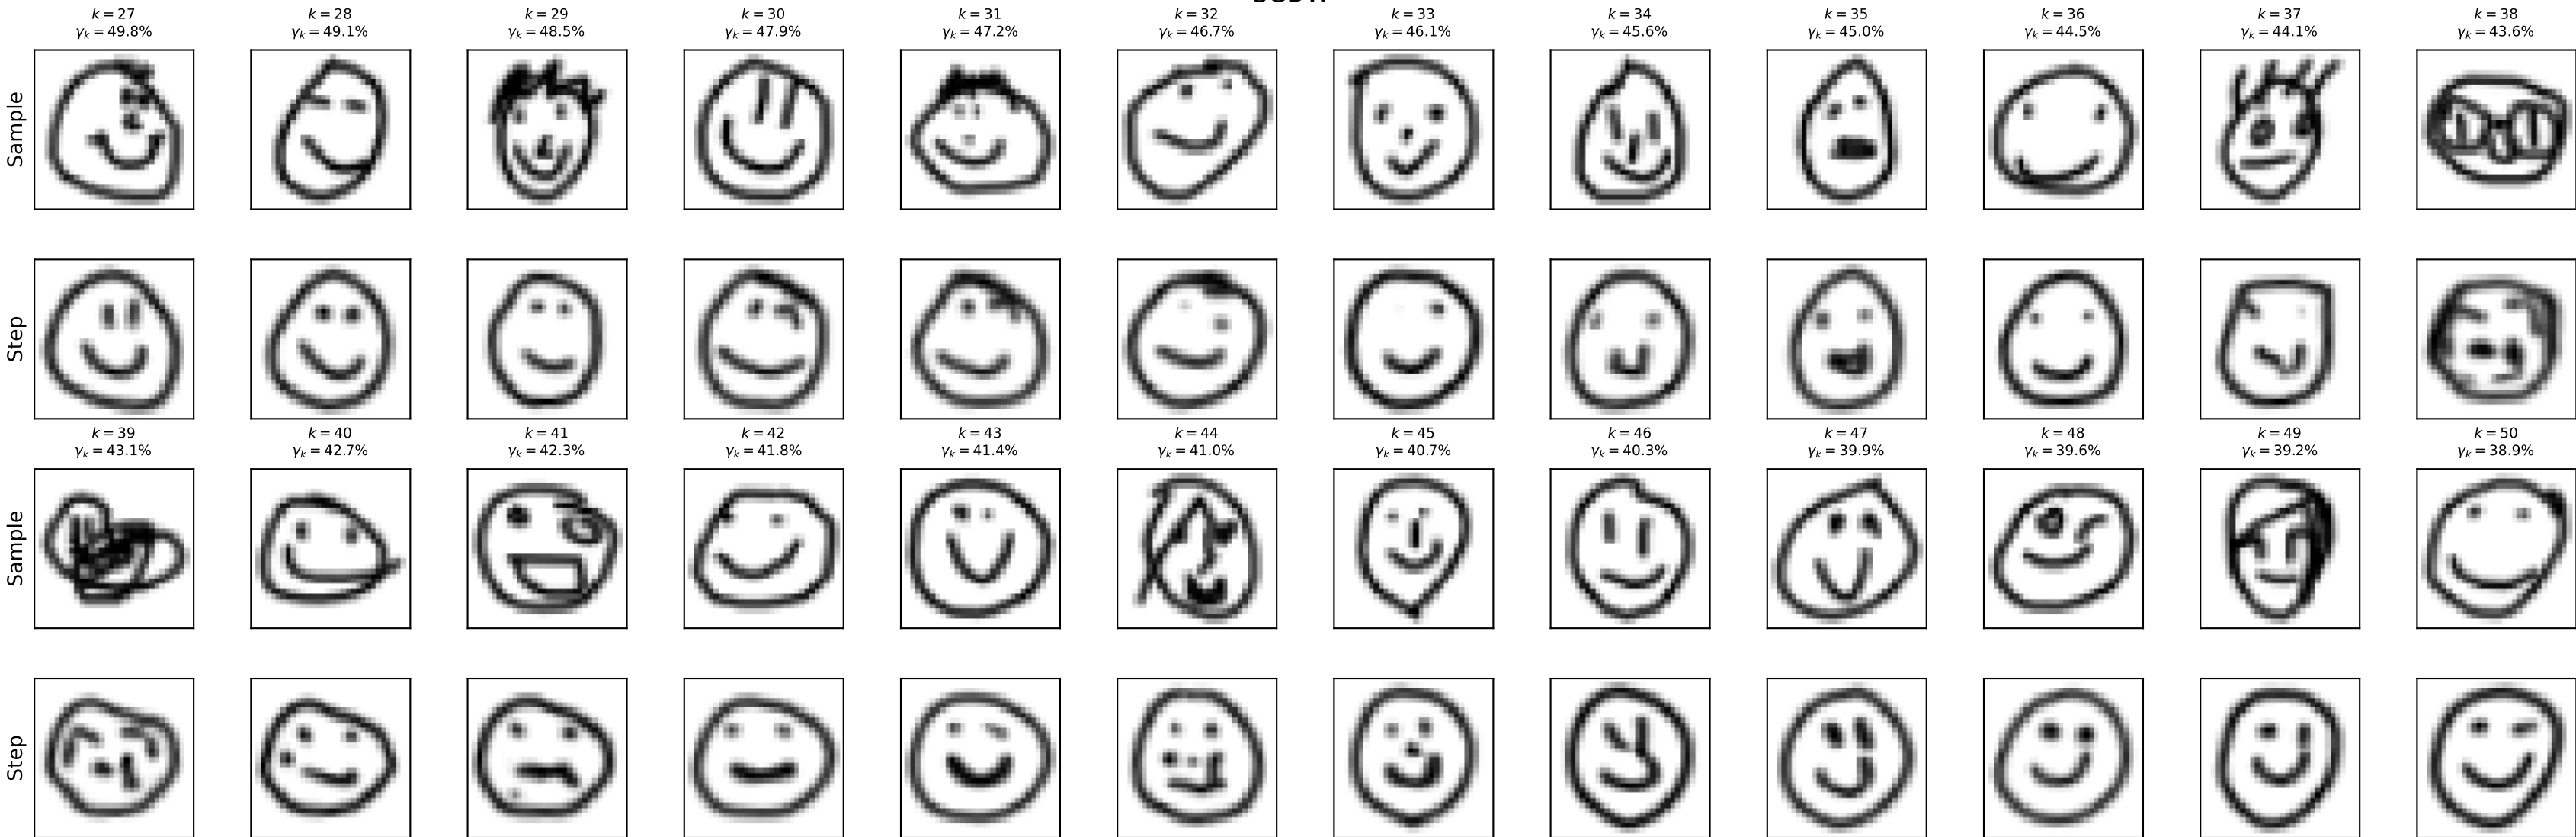 k = 27 k = 28 k = 29 k = 30 k = 31 k = 32 k = 33 k = 34 k = 35 k = 36 k = 37 k = 38
γk = 49.8% γk = 49.1% γk = 48.5% γk = 47.9% γk = 47.2% γk = 46.7% γk = 46.1% γk = 45.6% γk = 45.0% γk = 44.5% γk = 44.1% γk = 43.6%
Sample
Step
k = 39 k = 40 k = 41 k = 42 k = 43 k = 44 k = 45 k = 46 k = 47 k = 48 k = 49 k = 50
γk = 43.1% γk = 42.7% γk = 42.3% γk = 41.8% γk = 41.4% γk = 41.0% γk = 40.7% γk = 40.3% γk = 39.9% γk = 39.6% γk = 39.2% γk = 38.9%
Sample
Step